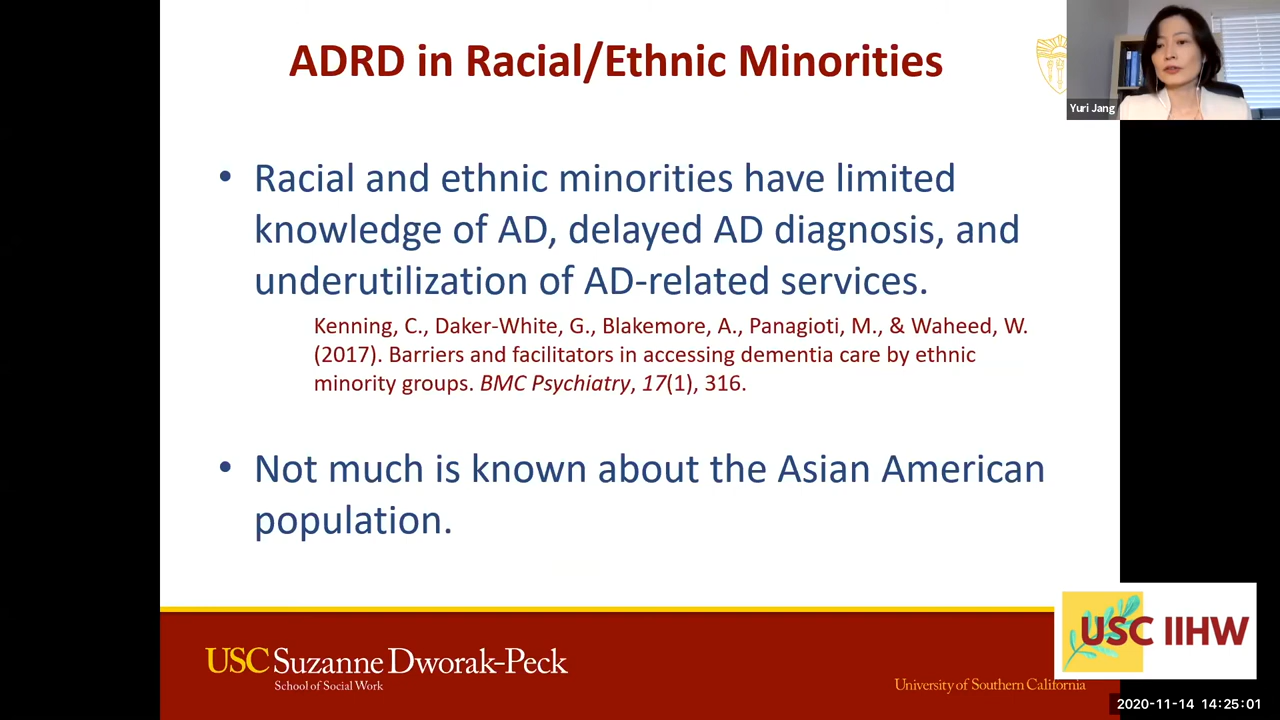 ADRD in Racial/Ethnic Minorities
Yuri Jang
• Racial and ethnic minorities have limited
knowledge of AD, delayed AD diagnosis, and
underutilization of AD-related services.
Kenning, C., Daker-White, G., Blakemore, A., Panagioti, M., & Waheed, W.
(2017). Barriers and facilitators in accessing dementia care by ethnic
minority groups. BMC Psychiatry, 17(1), 316.
• Not much is known about the Asian American
population.
USC Suzanne Dworak-Peck
School of Social Work
University of Southern California
USC IIHW
2020-11-14 14:25:01